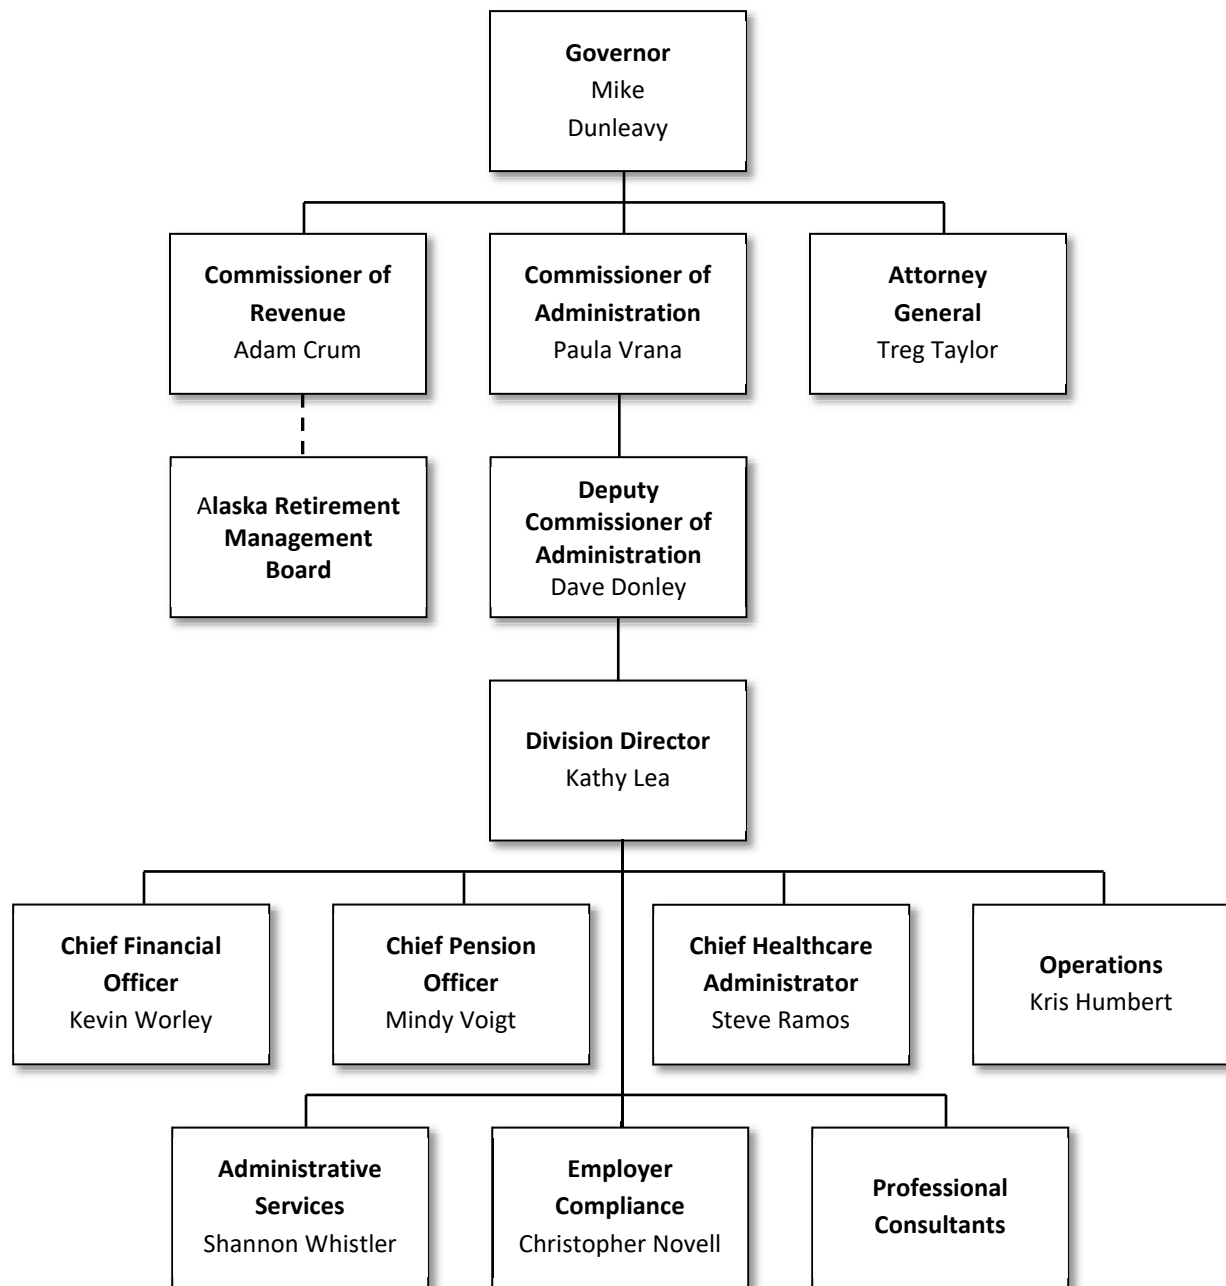 Governor
Mike
Dunleavy
Commissioner of
Revenue
Adam Crum
Commissioner of
Administration
Paula Vrana
Attorney
General
Treg Taylor
Alaska Retirement
Management
Board
Deputy
Commissioner of
Administration
Dave Donley
Division Director
Kathy Lea
Chief Financial
Officer
Kevin Worley
Chief Pension
Officer
Mindy Voigt
Chief Healthcare
Administrator
Steve Ramos
Operations
Kris Humbert
Administrative
Services
Shannon Whistler
Employer
Compliance
Christopher Novell
Professional
Consultants